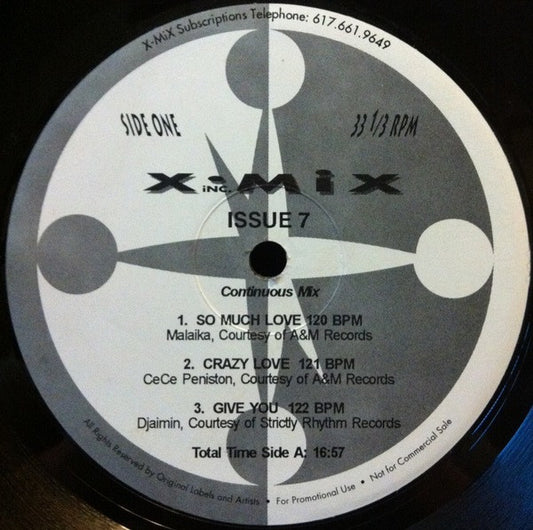 X-MiX Subscriptions Telephone: 617.661.9649
SIDE ONE
33 1/3 RPM
X-MiX
iNC.
ISSUE 7
Continuous Mix
1. SO MUCH LOVE 120 BPM
Malaika, Courtesy of A&M Records
2. CRAZY LOVE 121 BPM
CeCe Peniston, Courtesy of A&M Records
3. GIVE YOU 122 BPM
Djaimin, Courtesy of Strictly Rhythm Records
Total Time Side A: 16:57
All Rights Reserved by Original Labels and Artists • For Promotional Use • Not for Commercial Sale